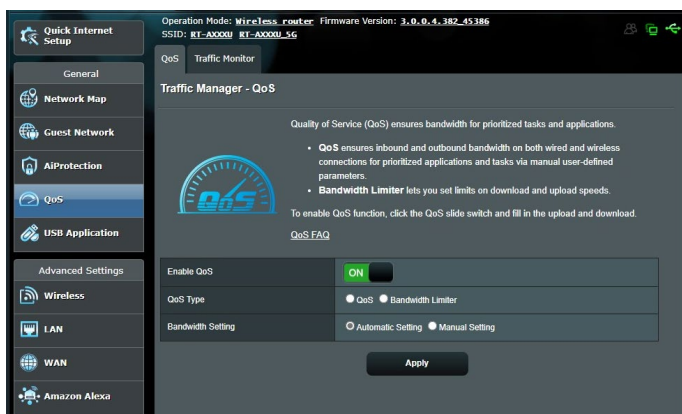 Quick Internet
Setup
General
Network Map
Guest Network
AiProtection
QoS
USB Application
Advanced Settings
Wireless
LAN
WAN
Amazon Alexa
Operation Mode: Wireless router Firmware Version: 3.0.0.4.382_45386
SSID: RT-AXXXU RT-AXXXU_5G
QoS Traffic Monitor
Traffic Manager - QoS
QoS
Quality of Service (QoS) ensures bandwidth for prioritized tasks and applications.
• QoS ensures inbound and outbound bandwidth on both wired and wireless
connections for prioritized applications and tasks via manual user-defined
parameters.
• Bandwidth Limiter lets you set limits on download and upload speeds.
To enable QoS function, click the QoS slide switch and fill in the upload and download.
QoS FAQ
Enable QoS ON
QoS Type QoS Bandwidth Limiter
Bandwidth Setting Automatic Setting Manual Setting
Apply